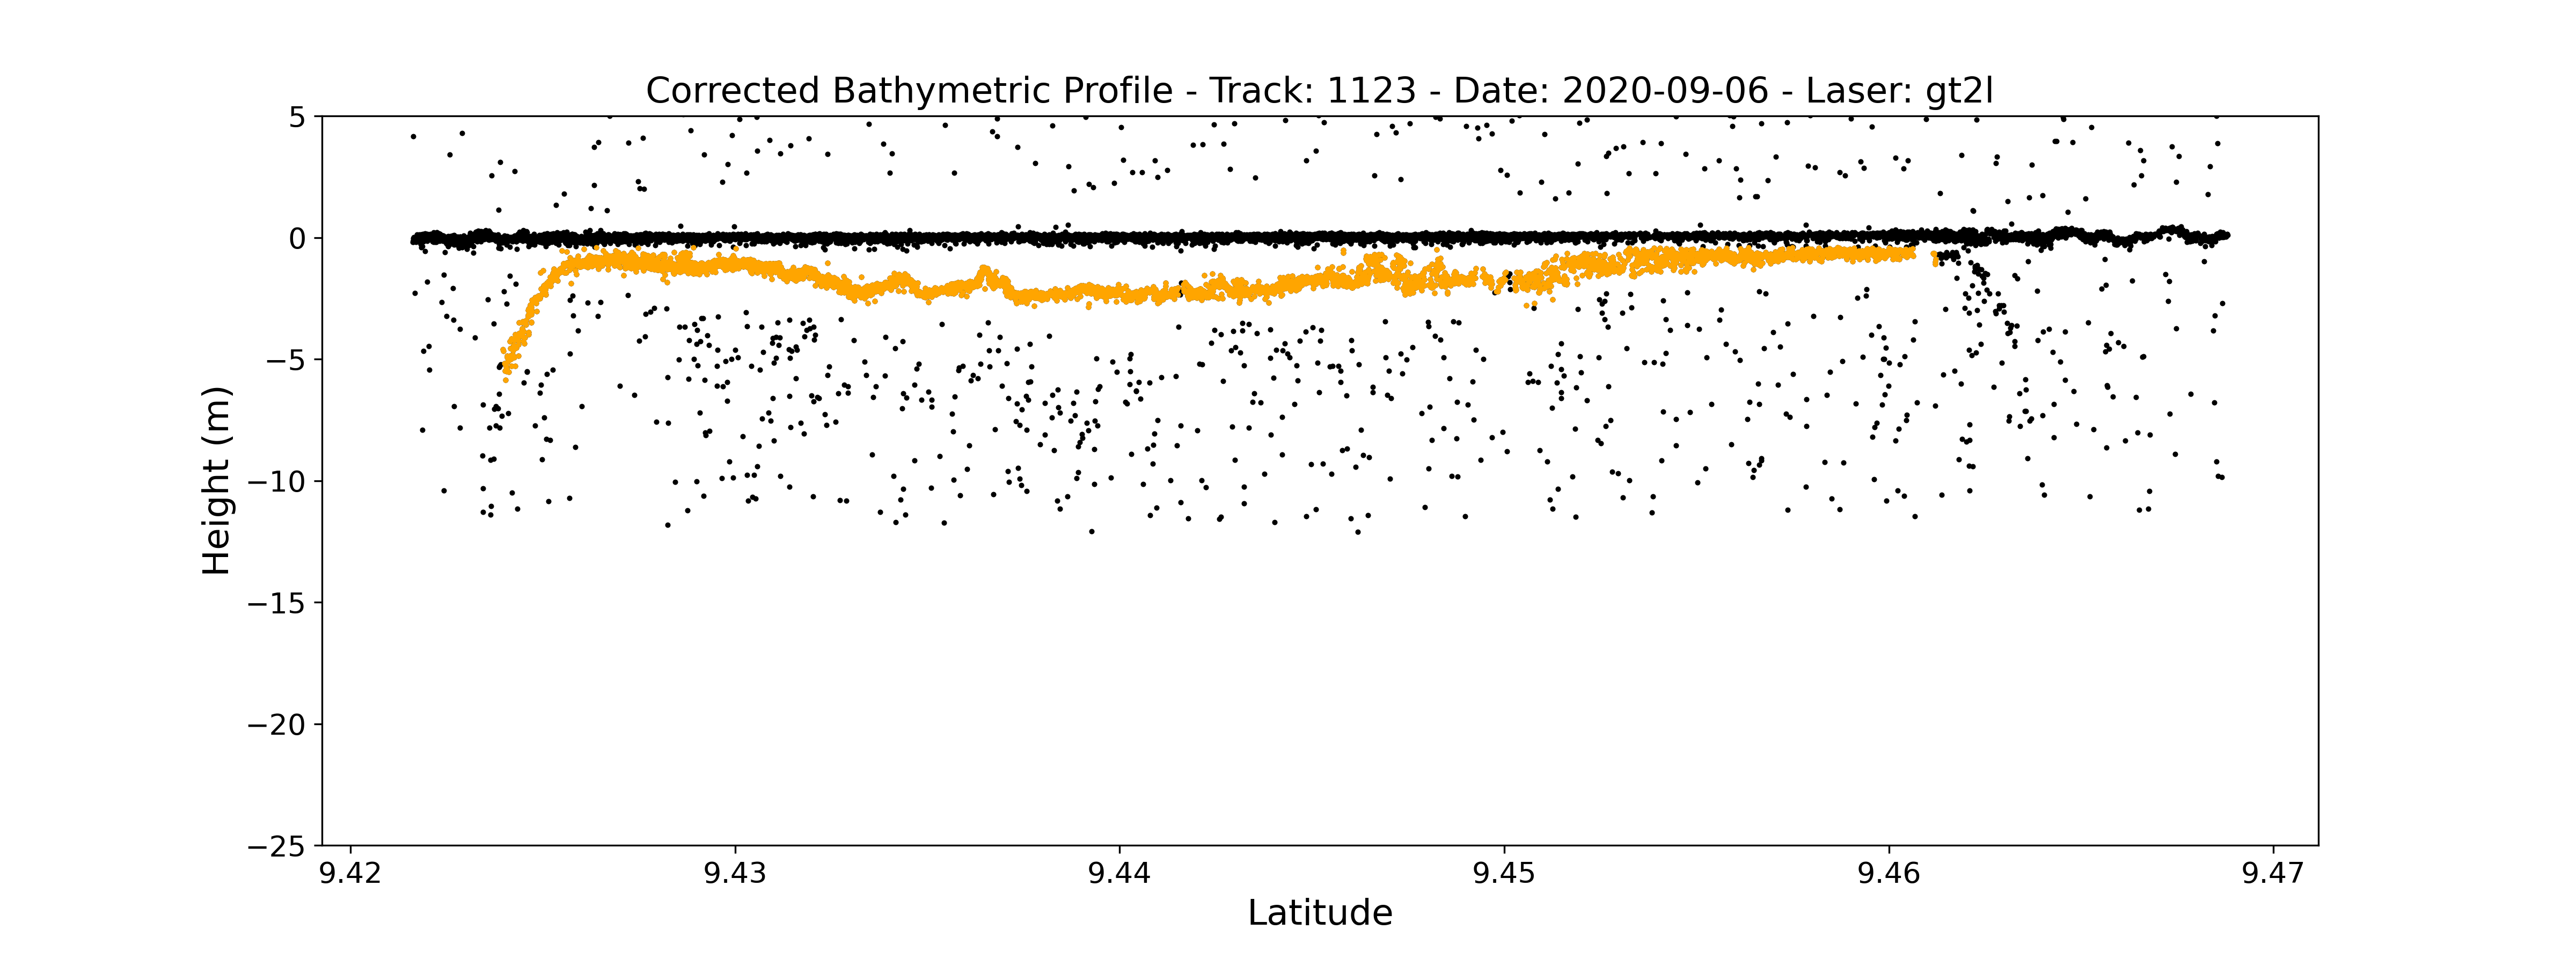 Corrected Bathymetric Profile - Track: 1123 - Date: 2020-09-06 - Laser: gt2l
5
0
−5
−10
−15
−20
−25
Height (m)
9.42 9.43 9.44 9.45 9.46 9.47
Latitude